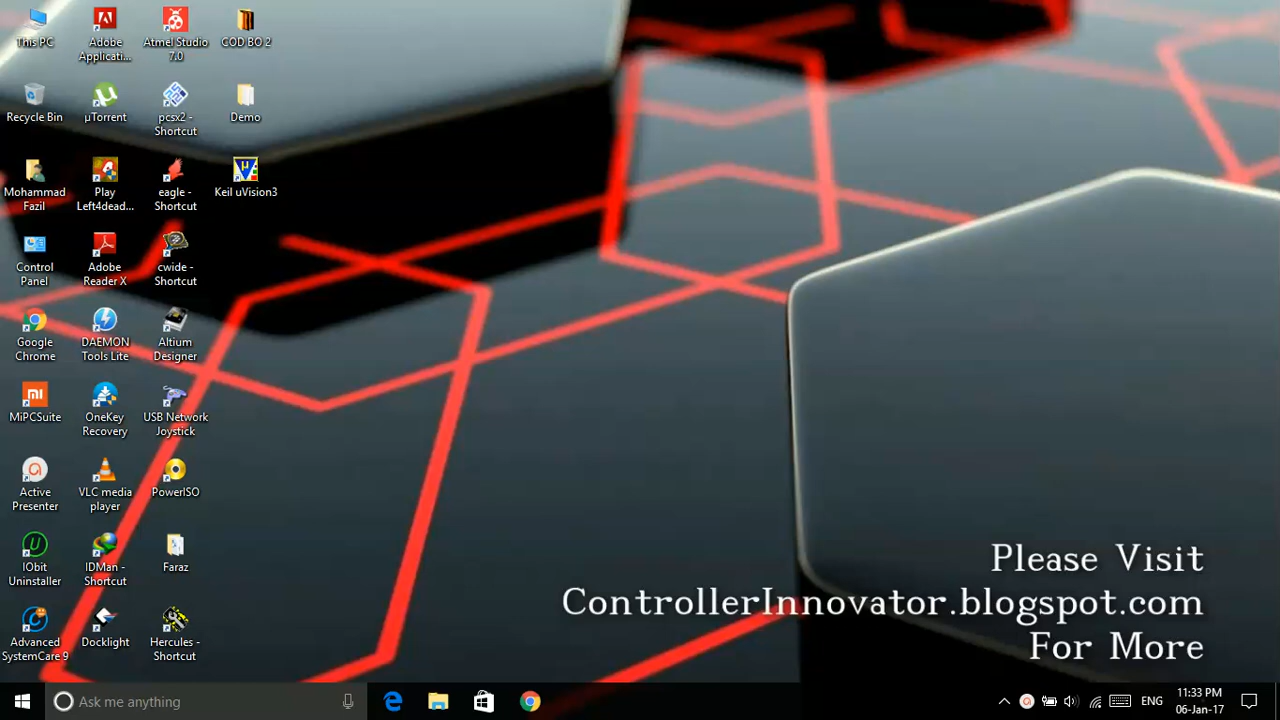 This PC
Adobe
Applicati...
Atmel Studio
7.0
COD BO 2
Recycle Bin
µTorrent
pcsx2 -
Shortcut
Demo
Mohammad
Fazil
Play
Left4dead...
eagle -
Shortcut
Keil uVision3
Control
Panel
Adobe
Reader X
cwide -
Shortcut
Google
Chrome
DAEMON
Tools Lite
Altium
Designer
MiPCSuite
OneKey
Recovery
USB Network
Joystick
Active
Presenter
VLC media
player
PowerISO
IObit
Uninstaller
IDMan -
Shortcut
Faraz
Advanced
SystemCare 9
Docklight
Hercules -
Shortcut
Please Visit
ControllerInnovator.blogspot.com
For More
Ask me anything
ENG
11:33 PM
06-Jan-17